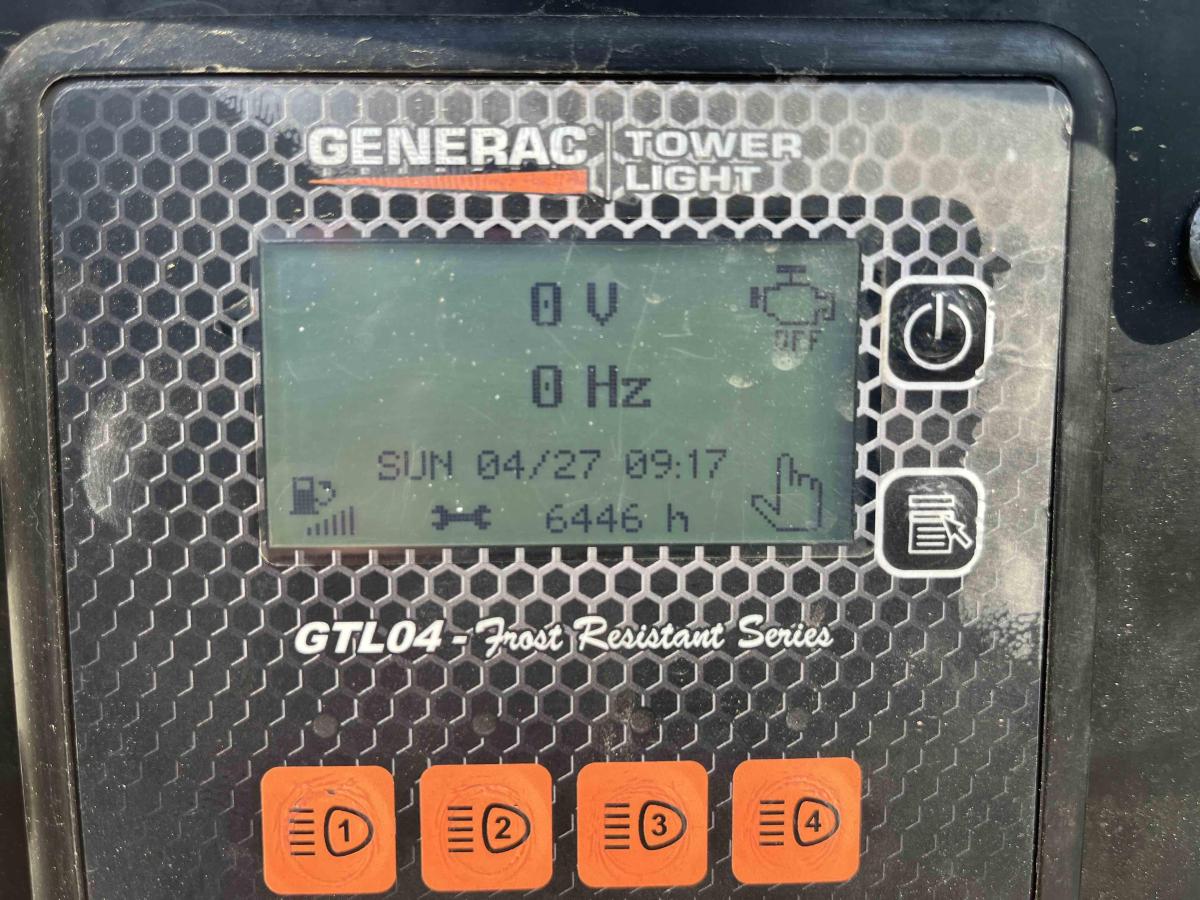 GENERAC®
TOWER
LIGHT
0 V
OFF
0 Hz
SUN 04/27 09:17
6446 h
GTL04 - Frost Resistant Series
1 2 3 4